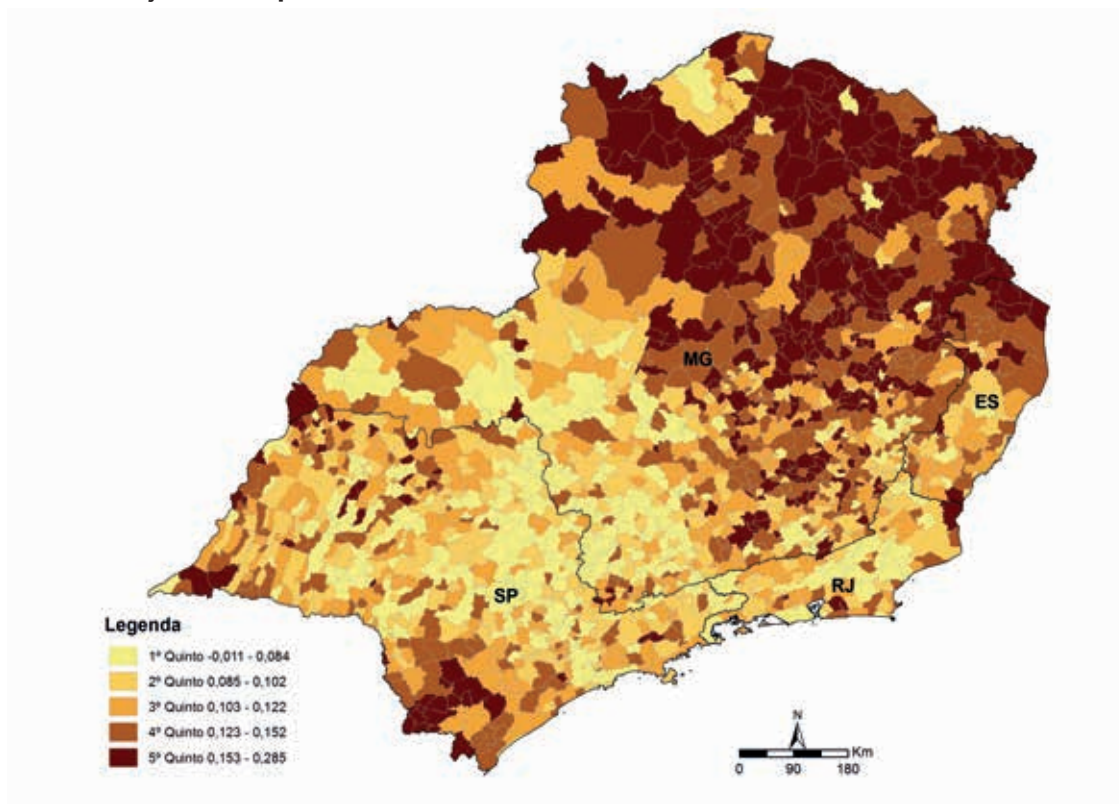 MG
ES
SP
RJ
Legenda
1º Quinto -0,011 - 0,084
2º Quinto 0,085 - 0,102
3º Quinto 0,103 - 0,122
4º Quinto 0,123 - 0,152
5º Quinto 0,153 - 0,285
N
Km
0 90 180